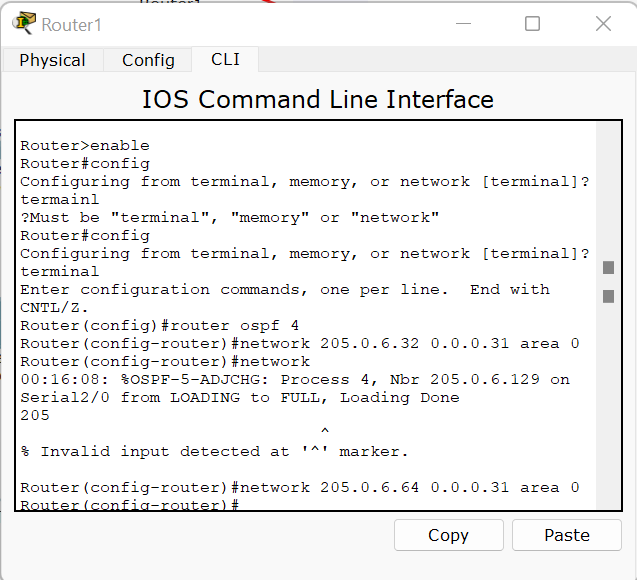 Router1
Router1
Physical Config CLI
IOS Command Line Interface
Router>enable
Router#config
Configuring from terminal, memory, or network [terminal]?
termainl
?Must be "terminal", "memory" or "network"
Router#config
Configuring from terminal, memory, or network [terminal]?
terminal
Enter configuration commands, one per line.  End with
CNTL/Z.
Router(config)#router ospf 4
Router(config-router)#network 205.0.6.32 0.0.0.31 area 0
Router(config-router)#network
00:16:08: %OSPF-5-ADJCHG: Process 4, Nbr 205.0.6.129 on
Serial2/0 from LOADING to FULL, Loading Done
205
^
% Invalid input detected at '^' marker.
Router(config-router)#network 205.0.6.64 0.0.0.31 area 0
Router(config-router)#
Copy Paste